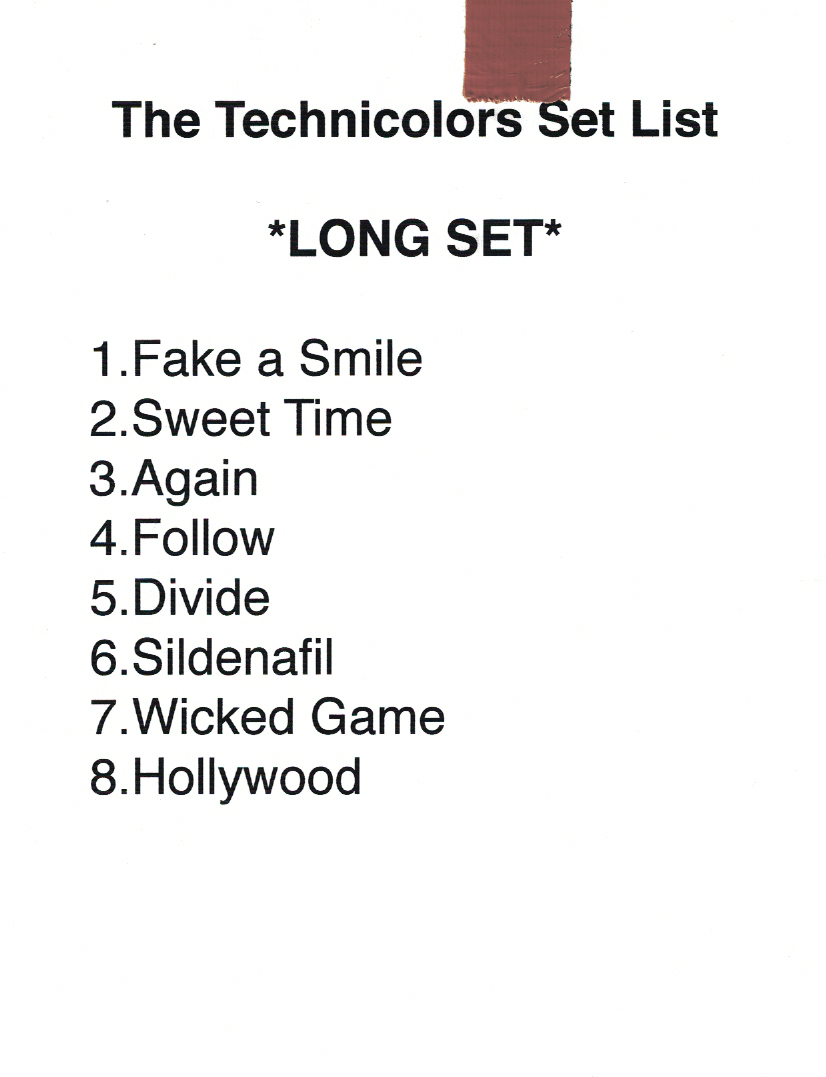 The Technicolors Set List
*LONG SET*
1.Fake a Smile
2.Sweet Time
3.Again
4.Follow
5.Divide
6.Sildenafil
7.Wicked Game
8.Hollywood